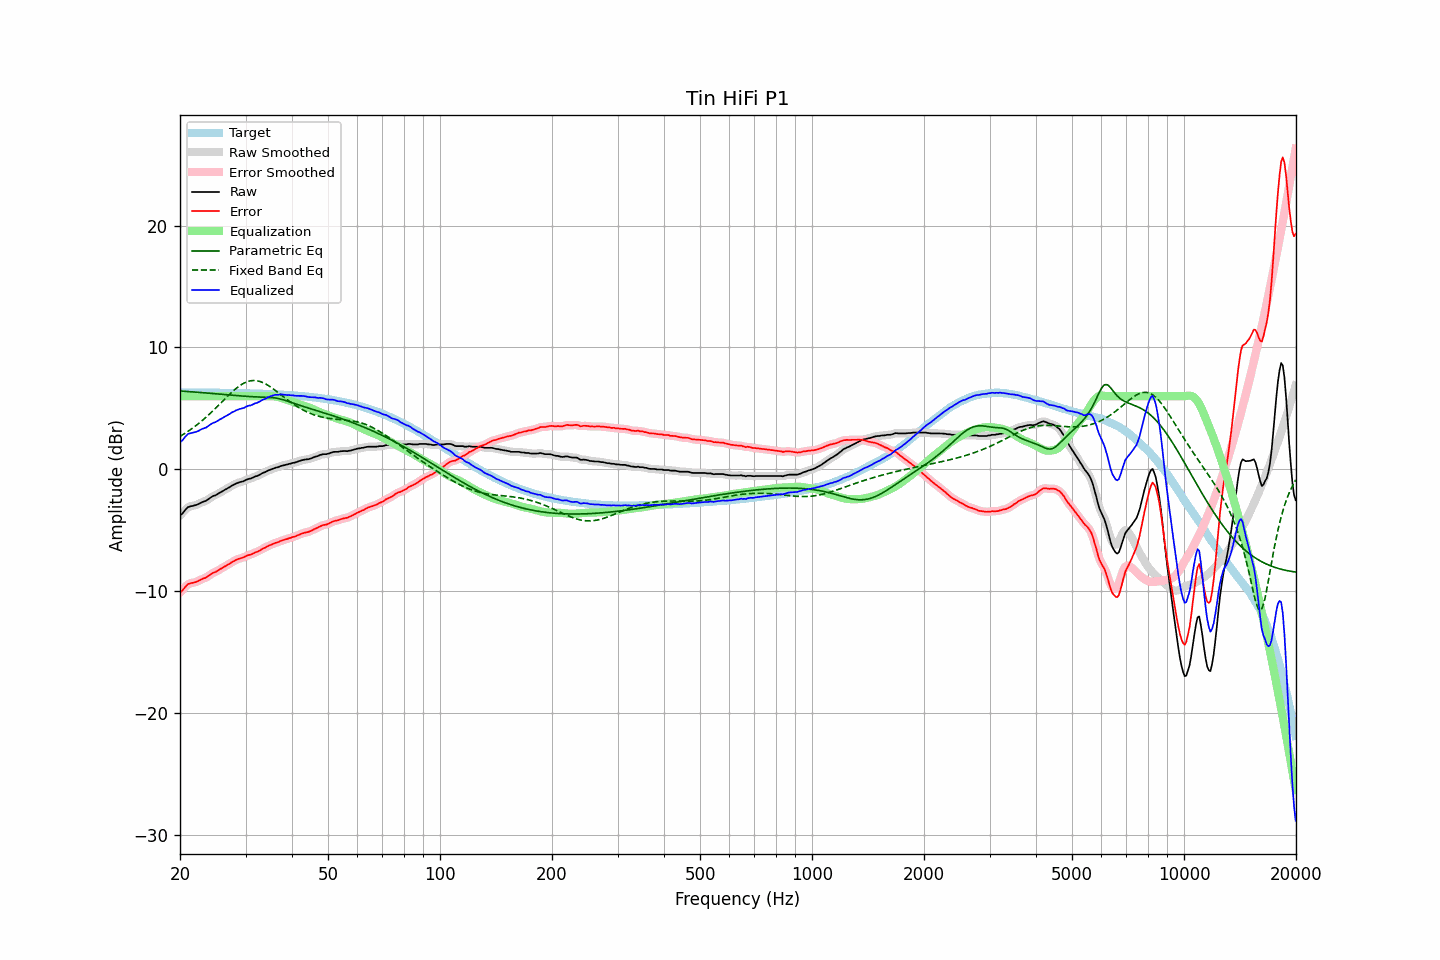 Tin HiFi P1
Target
Raw Smoothed
Error Smoothed
Raw
Error
Equalization
Parametric Eq
Fixed Band Eq
Equalized
Amplitude (dBr)
20
10
0
−10
−20
−30
20
50
100
200
500
1000
2000
5000
10000
20000
Frequency (Hz)